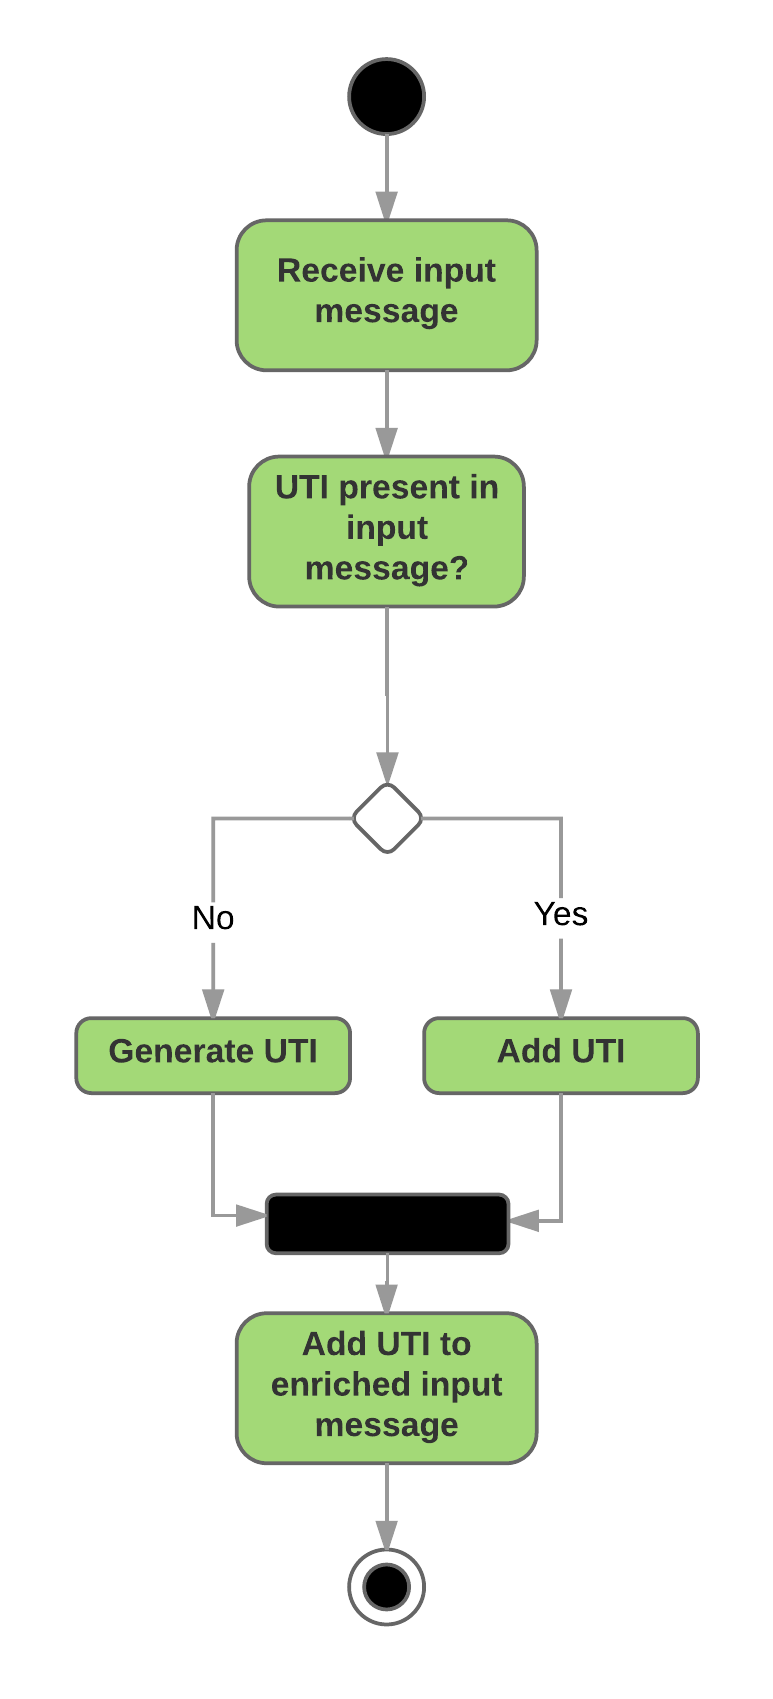 Receive input
message
UTI present in
input
message?
No
Yes
Generate UTI
Add UTI
Add UTI to
enriched input
message